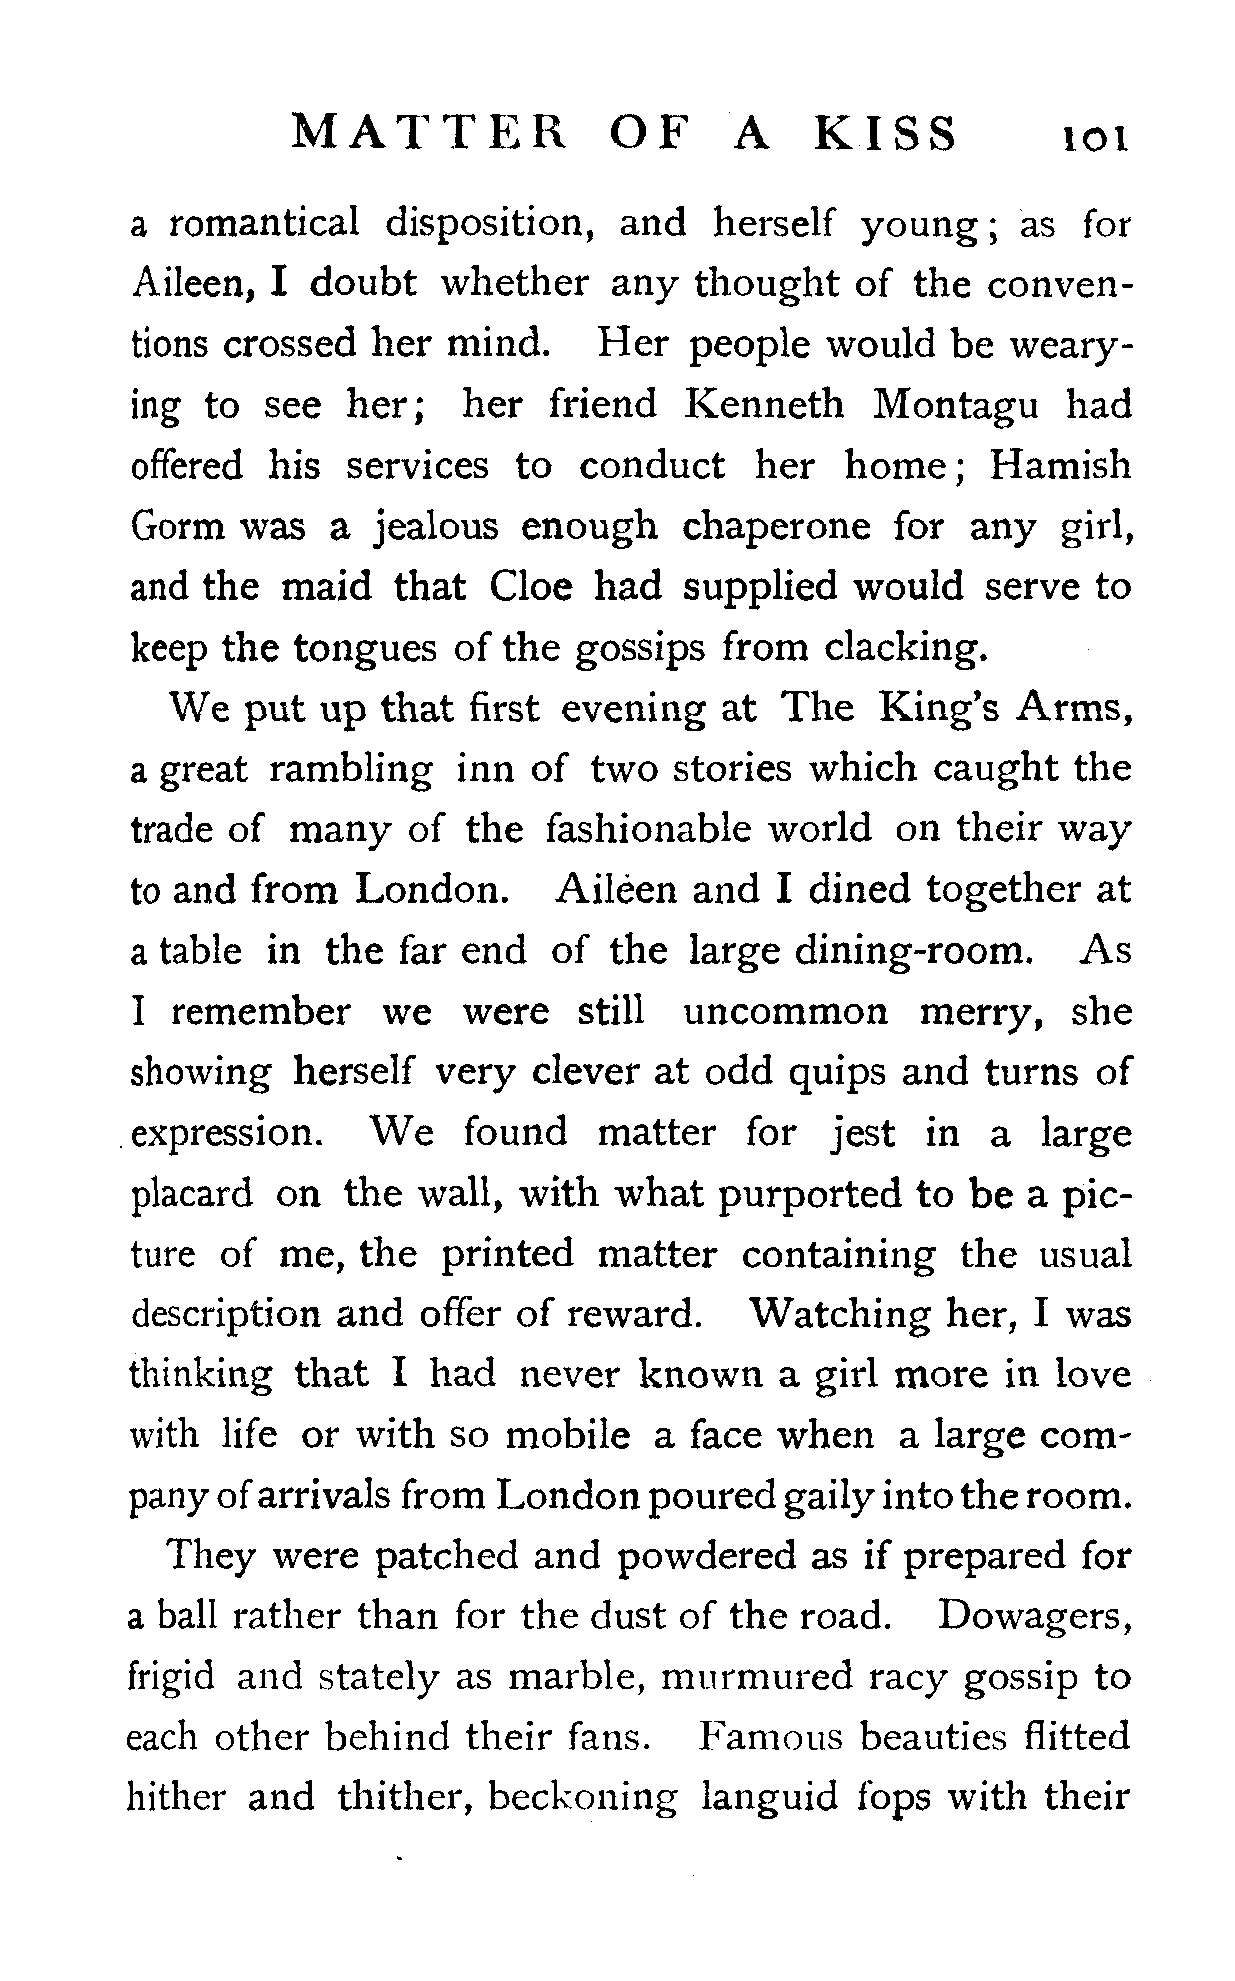 MATTER OF A KISS 101
a romantical disposition, and herself young; as for
Aileen, I doubt whether any thought of the conven-
tions crossed her mind. Her people would be weary-
ing to see her; her friend Kenneth Montagu had
offered his services to conduct her home; Hamish
Gorm was a jealous enough chaperone for any girl,
and the maid that Cloe had supplied would serve to
keep the tongues of the gossips from clacking.
We put up that first evening at The King's Arms,
a great rambling inn of two stories which caught the
trade of many of the fashionable world on their way
to and from London. Aileen and I dined together at
a table in the far end of the large dining-room. As
I remember we were still uncommon merry, she
showing herself very clever at odd quips and turns of
expression. We found matter for jest in a large
placard on the wall, with what purported to be a pic-
ture of me, the printed matter containing the usual
description and offer of reward. Watching her, I was
thinking that I had never known a girl more in love
with life or with so mobile a face when a large com-
pany of arrivals from London poured gaily into the room.
They were patched and powdered as if prepared for
a ball rather than for the dust of the road. Dowagers,
frigid and stately as marble, murmured racy gossip to
each other behind their fans. Famous beauties flitted
hither and thither, beckoning languid fops with their